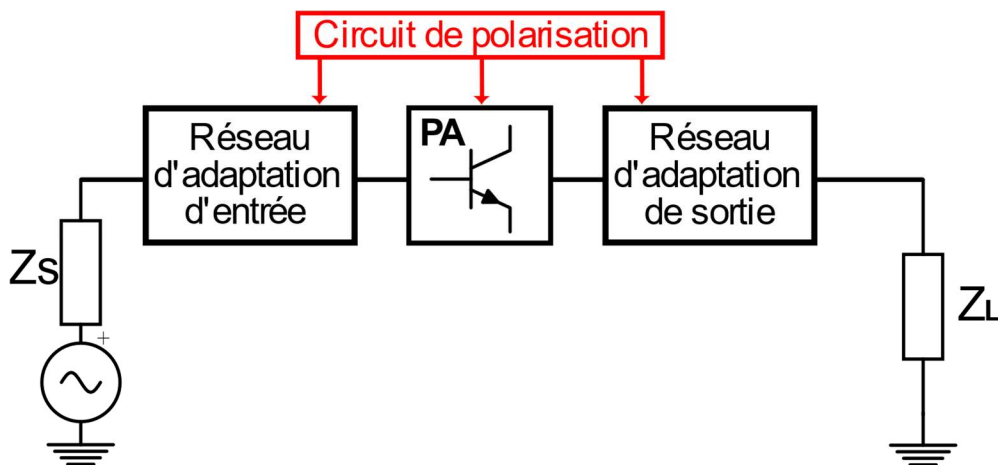 Circuit de polarisation
Réseau
d'adaptation
d'entrée
PA
Réseau
d'adaptation
de sortie
Zs
+
ZL